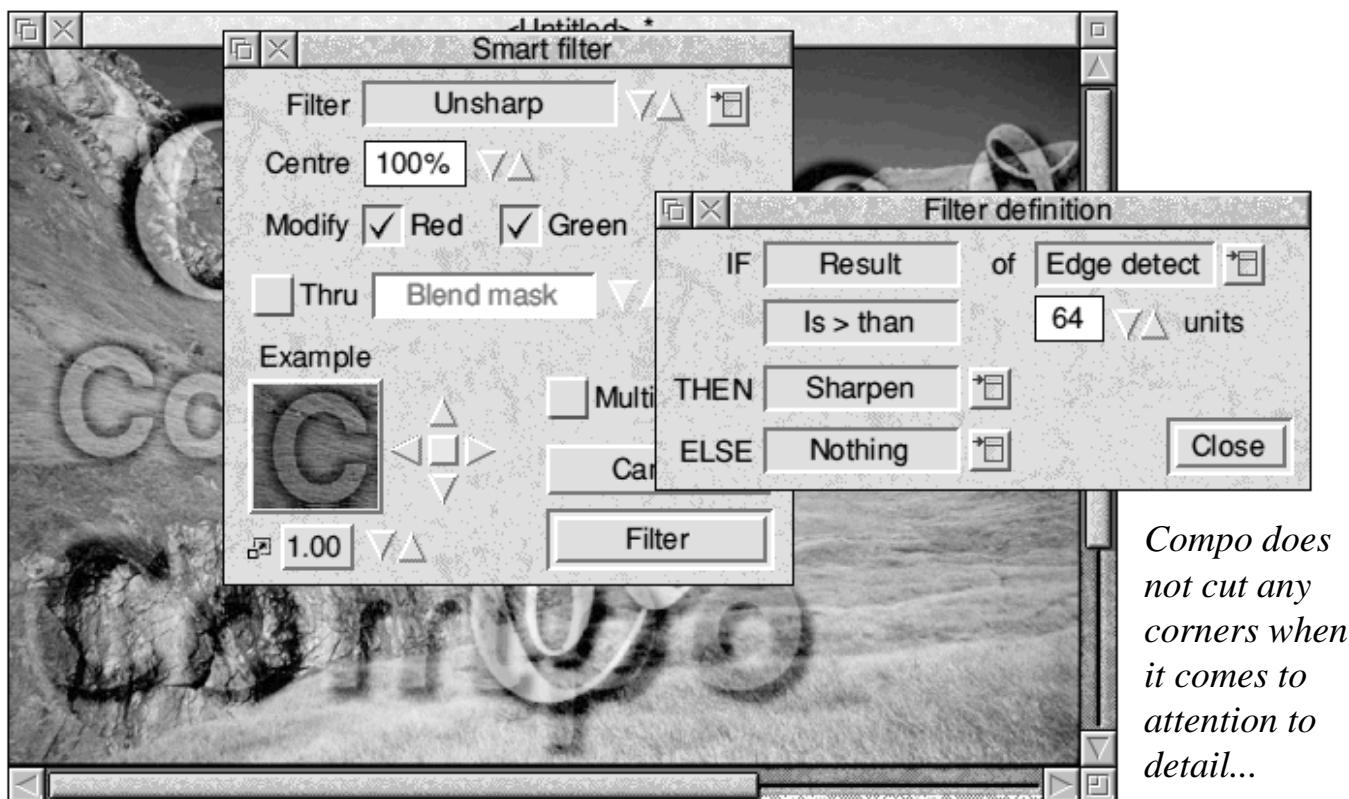 <Untitled> *
Smart filter
Filter Unsharp
Centre 100%
Modify Red Green
Thru Blend mask
Example
Multi
Filter
1.00
Filter definition
IF Result of Edge detect
Is > than 64 units
THEN Sharpen
ELSE Nothing
Close
Compo does
not cut any
corners when
it comes to
attention to
detail...
C
Co
Compo